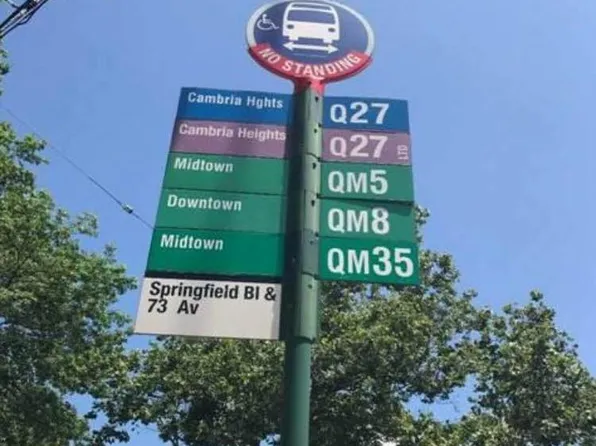 NO STANDING
Cambria Hghts Q27
Cambria Heights Q27 LTD
Midtown QM5
Downtown QM8
Midtown QM35
Springfield Bl &
73 Av